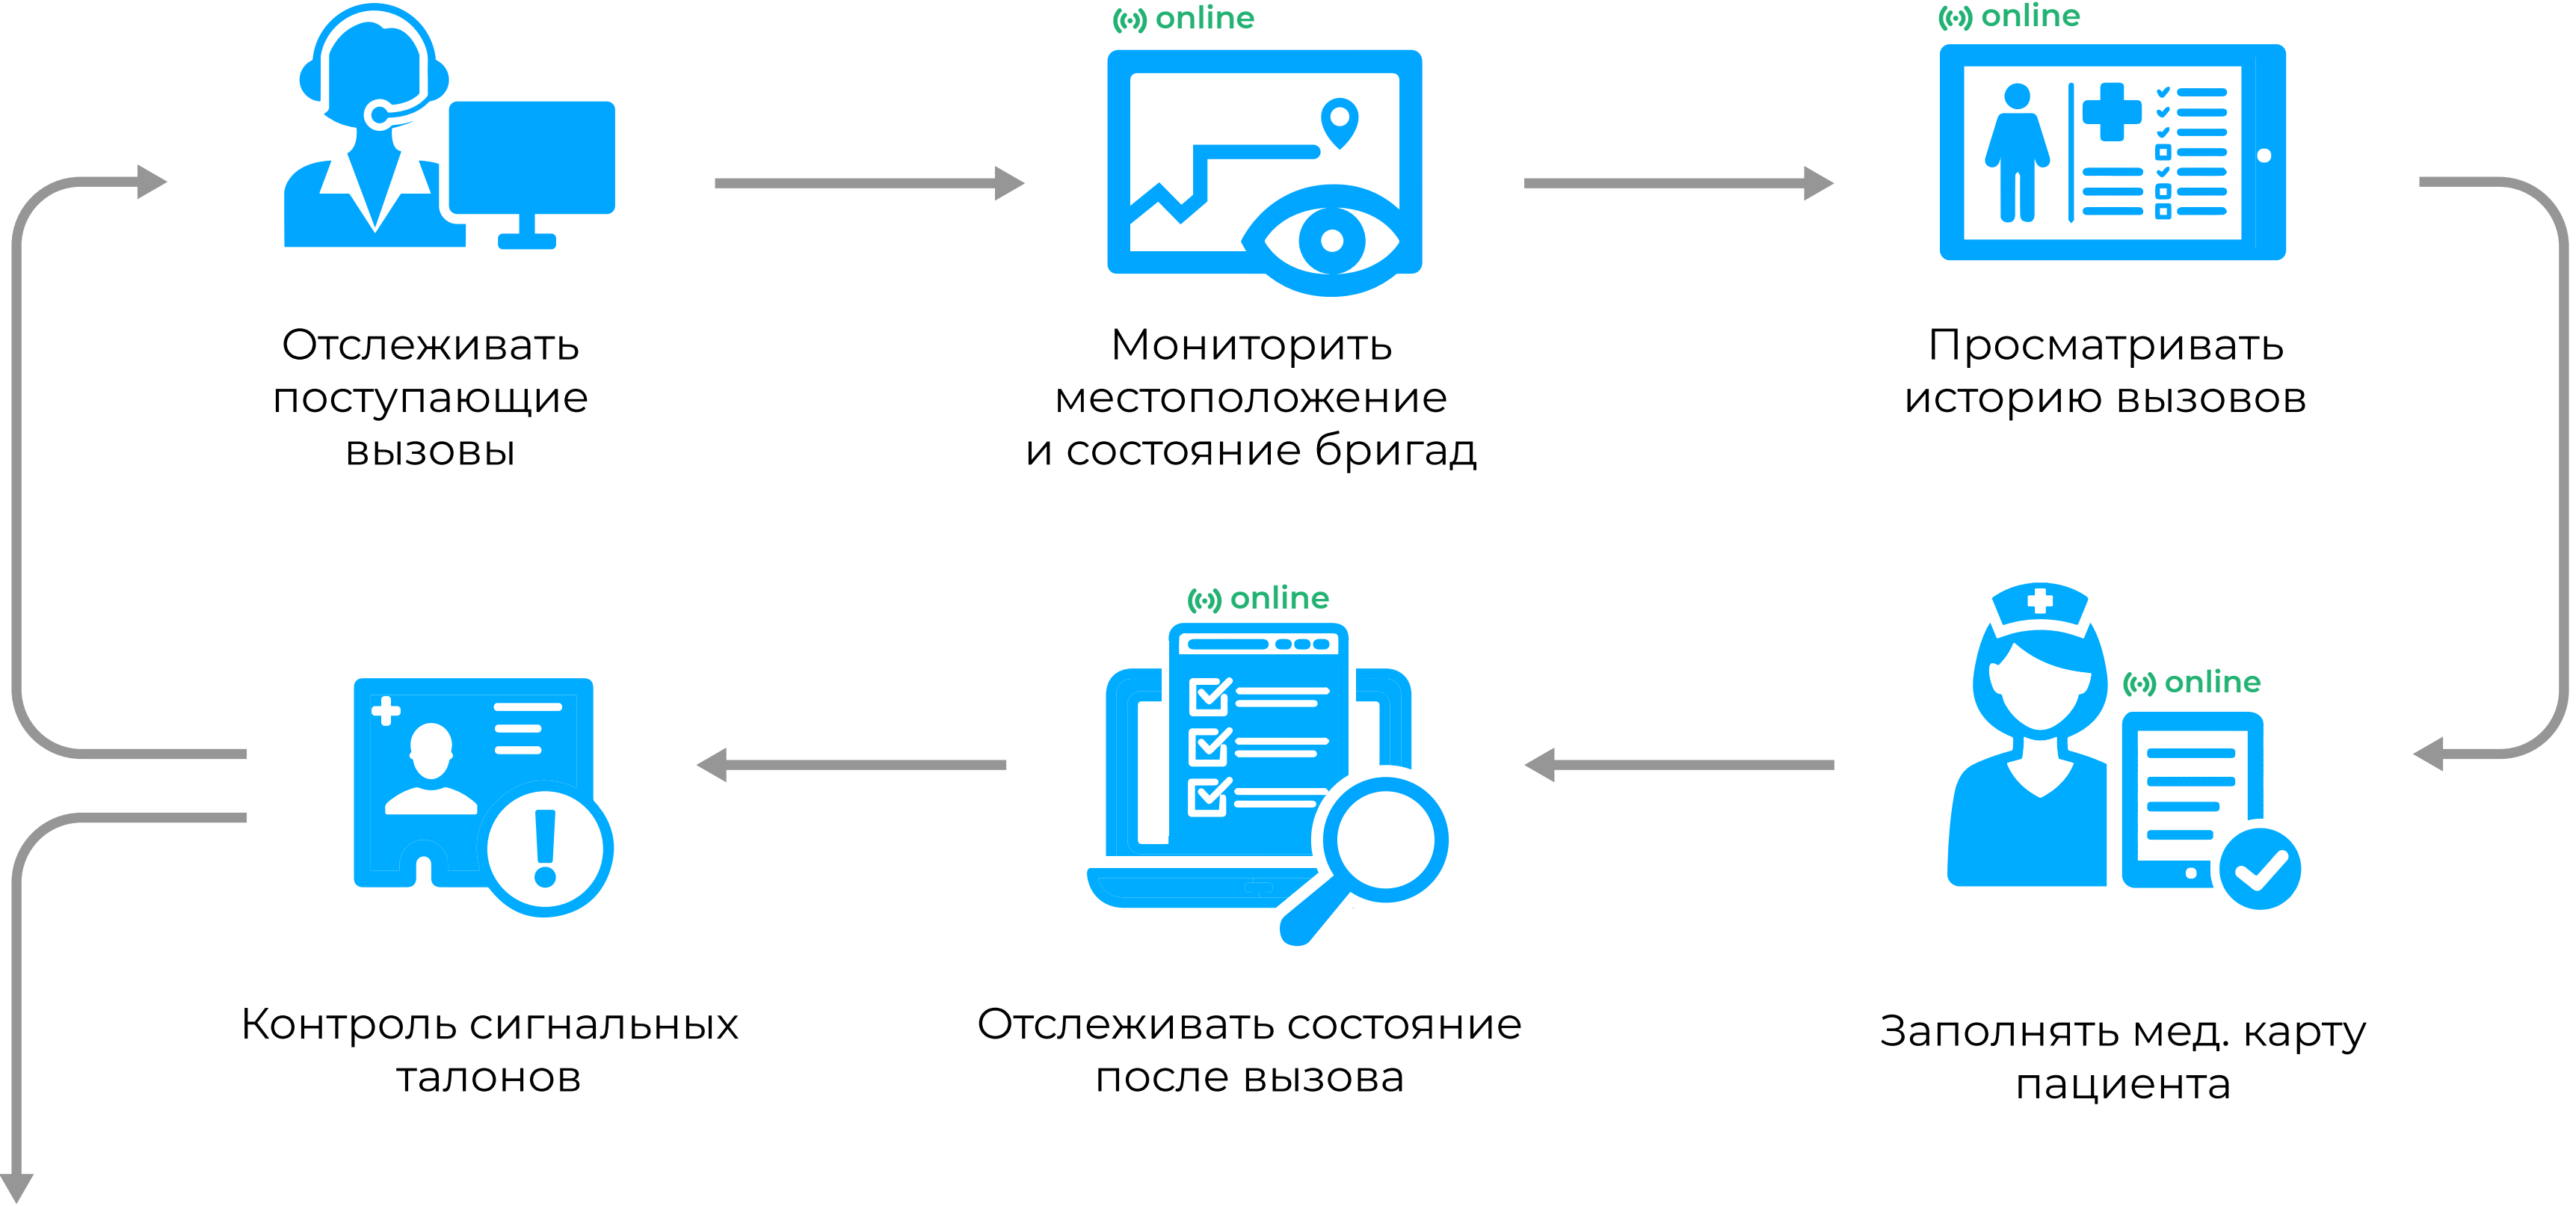 online
online
Отслеживать
поступающие
вызовы
Мониторить
местоположение
и состояние бригад
Просматривать
историю вызовов
online
online
Контроль сигнальных
талонов
Отслеживать состояние
после вызова
Заполнять мед. карту
пациента